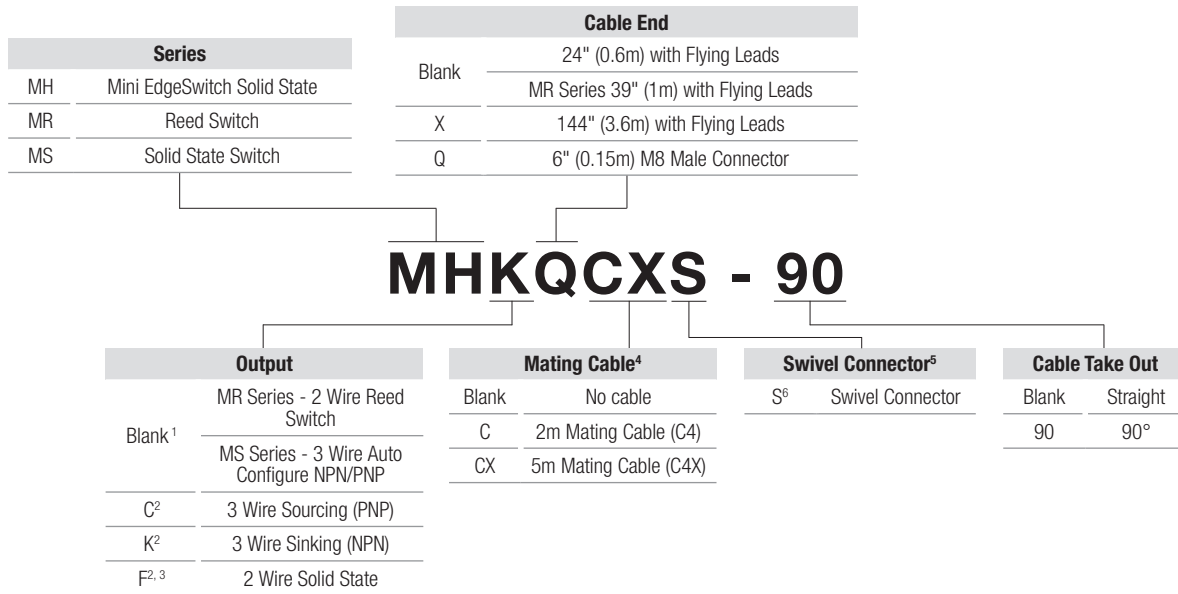 Series
MH Mini EdgeSwitch Solid State
MR Reed Switch
MS Solid State Switch
Cable End
Blank
24" (0.6m) with Flying Leads
MR Series 39" (1m) with Flying Leads
X 144" (3.6m) with Flying Leads
Q 6" (0.15m) M8 Male Connector
MHKQCXS - 90
Output
Blank 1
MR Series - 2 Wire Reed
Switch
MS Series - 3 Wire Auto
Configure NPN/PNP
C2 3 Wire Sourcing (PNP)
K2 3 Wire Sinking (NPN)
F2, 3 2 Wire Solid State
Mating Cable4
Blank No cable
C 2m Mating Cable (C4)
CX 5m Mating Cable (C4X)
Swivel Connector5
S6 Swivel Connector
Cable Take Out
Blank Straight
90 90°